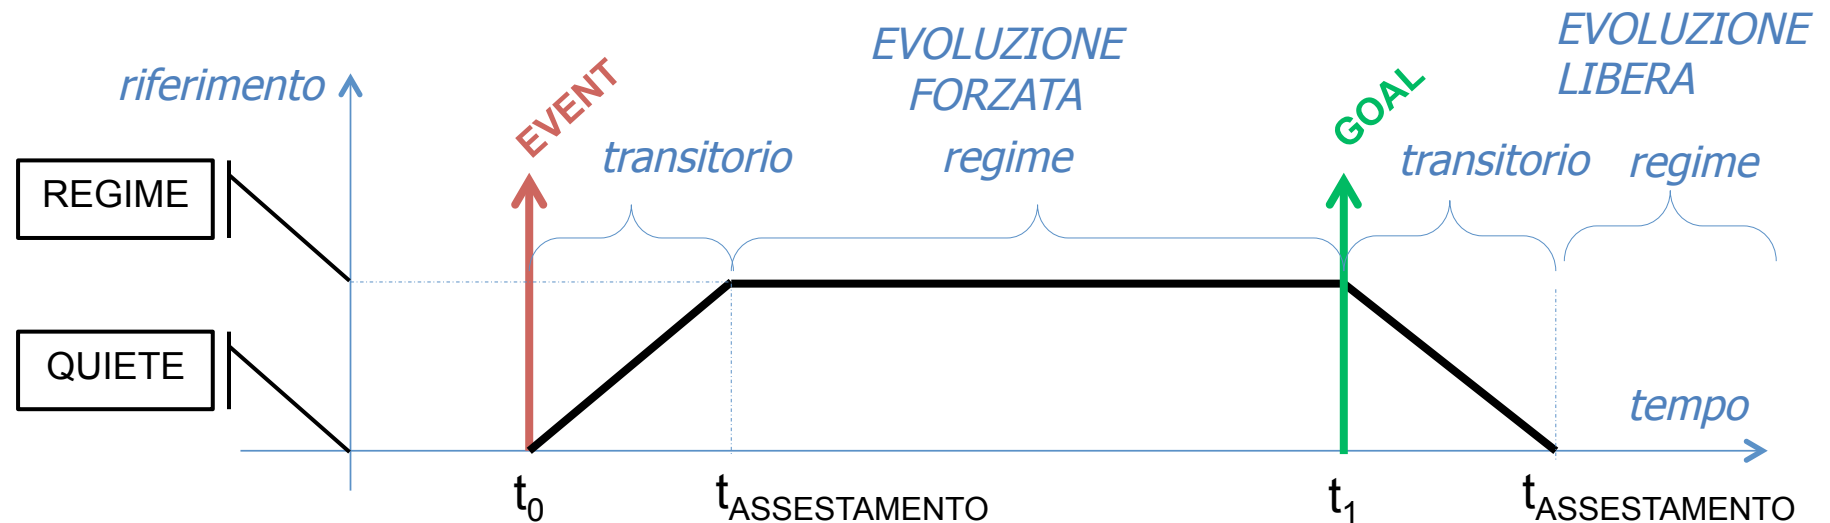 riferimento
REGIME
QUIETE
EVENT
EVOLUZIONE
FORZATA
transitorio
regime
GOAL
EVOLUZIONE
LIBERA
transitorio
regime
tempo
t0
tASSESTAMENTO
t1
tASSESTAMENTO